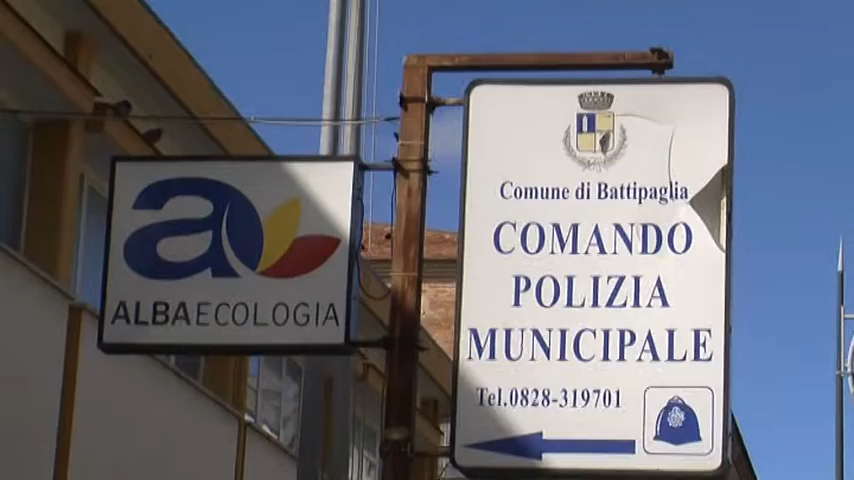 a
ALBAECOLOGIA
Comune di Battipaglia
COMANDO
POLIZIA
MUNICIPALE
Tel.0828-319701